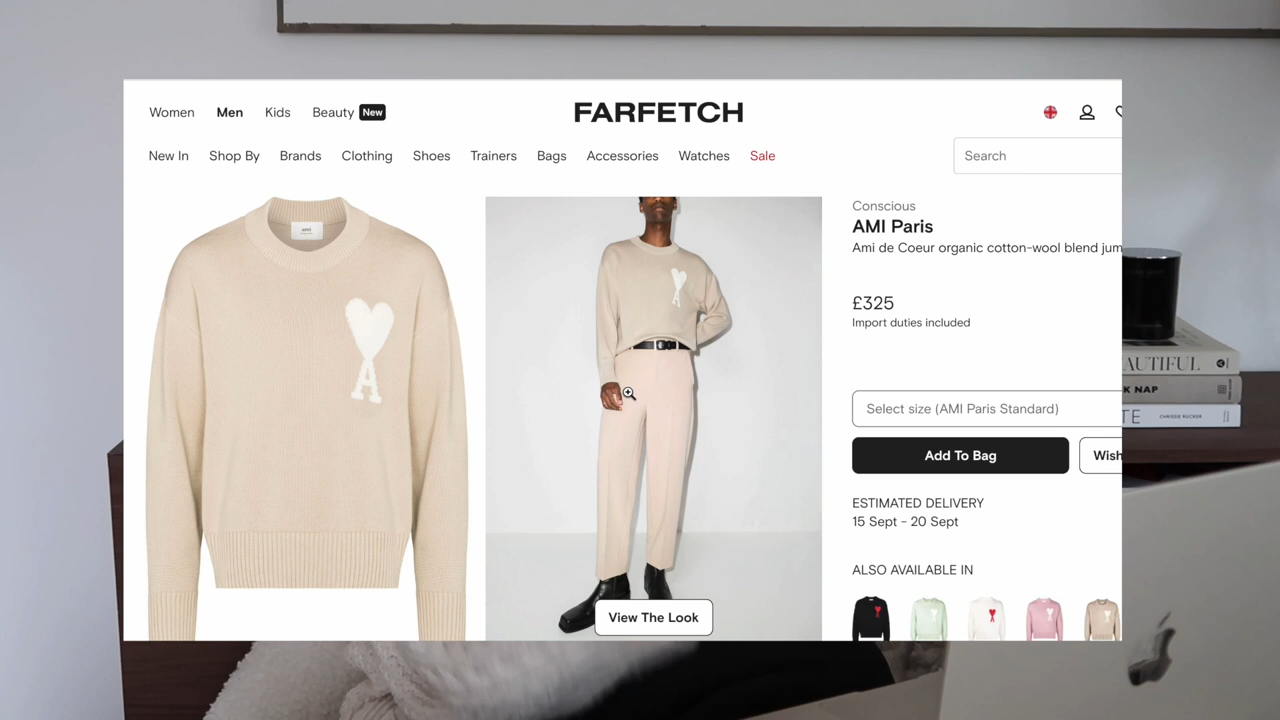 Women Men Kids Beauty New
FARFETCH
New In Shop By Brands Clothing Shoes Trainers Bags Accessories Watches Sale
Search
ami
A
A
View The Look
Conscious
AMI Paris
Ami de Coeur organic cotton-wool blend jum
£325
Import duties included
Select size (AMI Paris Standard)
Add To Bag
Wish
ESTIMATED DELIVERY
15 Sept - 20 Sept
ALSO AVAILABLE IN
AUTIFUL
K NAP
TE CHRISSIE RUCKER